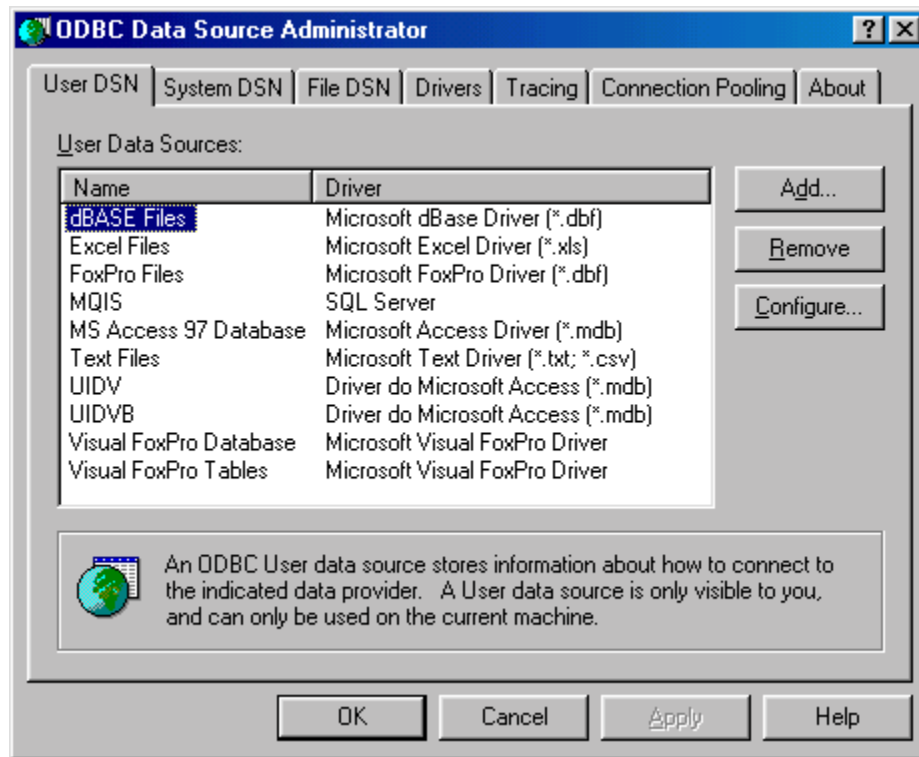 ODBC Data Source Administrator
User DSN System DSN File DSN Drivers Tracing Connection Pooling About
User Data Sources:
Name Driver
dBASE Files Microsoft dBase Driver (*.dbf)
Excel Files Microsoft Excel Driver (*.xls)
FoxPro Files Microsoft FoxPro Driver (*.dbf)
MQIS SQL Server
MS Access 97 Database Microsoft Access Driver (*.mdb)
Text Files Microsoft Text Driver (*.txt; *.csv)
UIDV Driver do Microsoft Access (*.mdb)
UIDVB Driver do Microsoft Access (*.mdb)
Visual FoxPro Database Microsoft Visual FoxPro Driver
Visual FoxPro Tables Microsoft Visual FoxPro Driver
Add...
Remove
Configure...
An ODBC User data source stores information about how to connect to
the indicated data provider. A User data source is only visible to you,
and can only be used on the current machine.
OK Cancel Apply Help